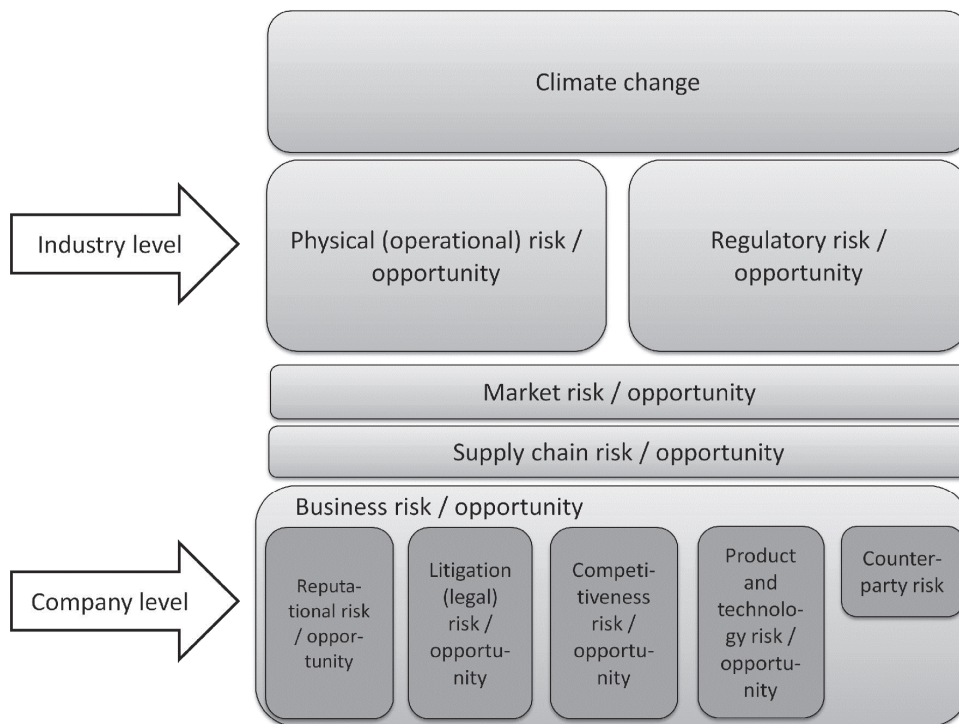 Climate change
Industry level
Physical (operational) risk /
opportunity
Regulatory risk /
opportunity
Market risk / opportunity
Supply chain risk / opportunity
Business risk / opportunity
Company level
Reputa-
tional risk
/ oppor-
tunity
Litigation
(legal)
risk /
opportu-
nity
Competi-
tiveness
risk /
opportu-
nity
Product
and
technolo-
gy risk /
opportu-
nity
Counter-
party risk